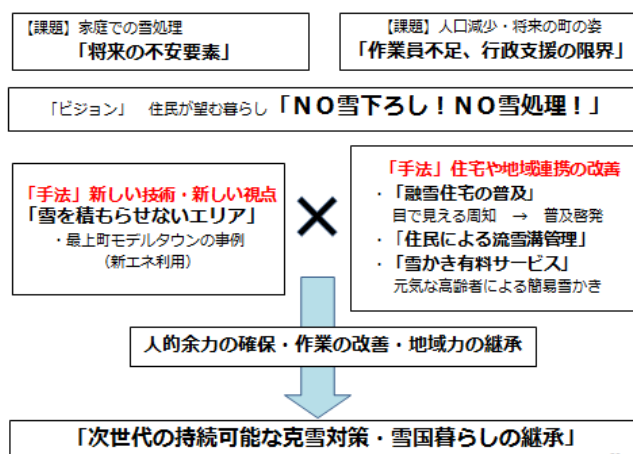 【課題】家庭での雪処理
「将来の不安要素」
【課題】人口減少・将来の町の姿
「作業員不足、行政支援の限界」
「ビジョン」 住民が望む暮らし「ＮＯ雪下ろし！ＮＯ雪処理！」
「手法」新しい技術・新しい視点
「雪を積もらせないエリア」
・最上町モデルタウンの事例
（新エネ利用）
「手法」住宅や地域連携の改善
・「融雪住宅の普及」
目で見える周知 → 普及啓発
・「住民による流雪溝管理」
・「雪かき有料サービス」
元気な高齢者による簡易雪かき
人的余力の確保・作業の改善・地域力の継承
「次世代の持続可能な克雪対策・雪国暮らしの継承」